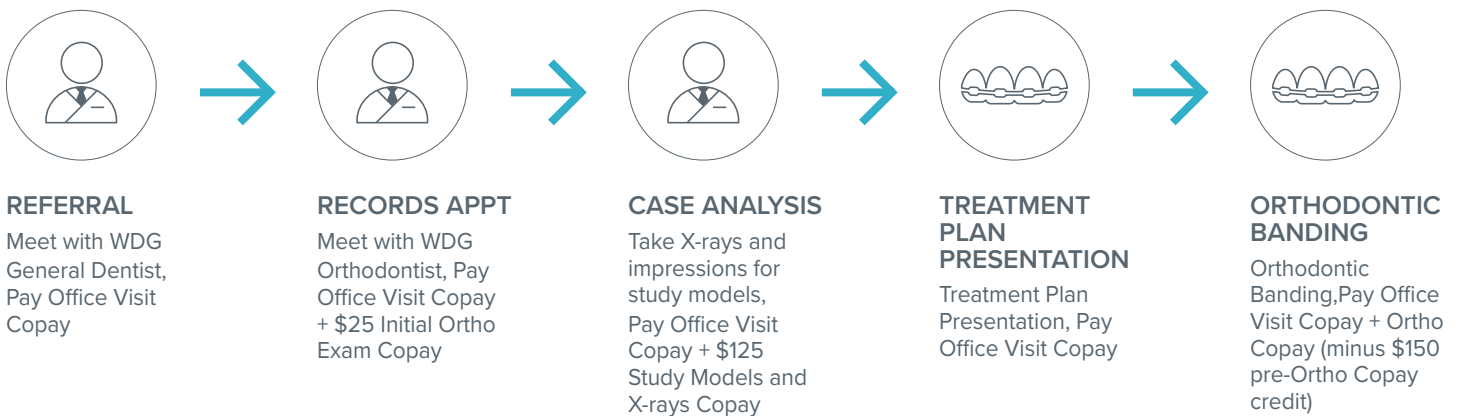 REFERRAL
Meet with WDG
General Dentist,
Pay Office Visit
Copay
RECORDS APPT
Meet with WDG
Orthodontist, Pay
Office Visit Copay
+ $25 Initial Ortho
Exam Copay
CASE ANALYSIS
Take X-rays and
impressions for
study models,
Pay Office Visit
Copay + $125
Study Models and
X-rays Copay
TREATMENT
PLAN
PRESENTATION
Treatment Plan
Presentation, Pay
Office Visit Copay
ORTHODONTIC
BANDING
Orthodontic
Banding,Pay Office
Visit Copay + Ortho
Copay (minus $150
pre-Ortho Copay
credit)